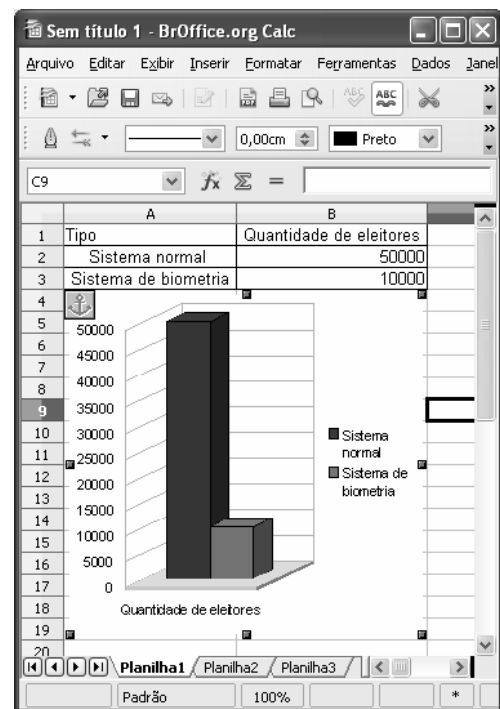 Sem título 1 - BrOffice.org Calc
Arquivo Editar Exibir Inserir Formatar Ferramentas Dados Janel
ABC ABC
0,00cm Preto
C9 fx Σ =
A B
1 Tipo Quantidade de eleitores
2 Sistema normal 50000
3 Sistema de biometria 10000
4
5 50000
6 45000
7
8 40000
9 35000
10 30000 Sistema
11 25000 normal
12 20000 Sistema de
13 biometria
14 15000
15 10000
16 5000
17 0
18 Quantidade de eleitores
19
20
Planilha1 Planilha2 Planilha3
Padrão 100% *